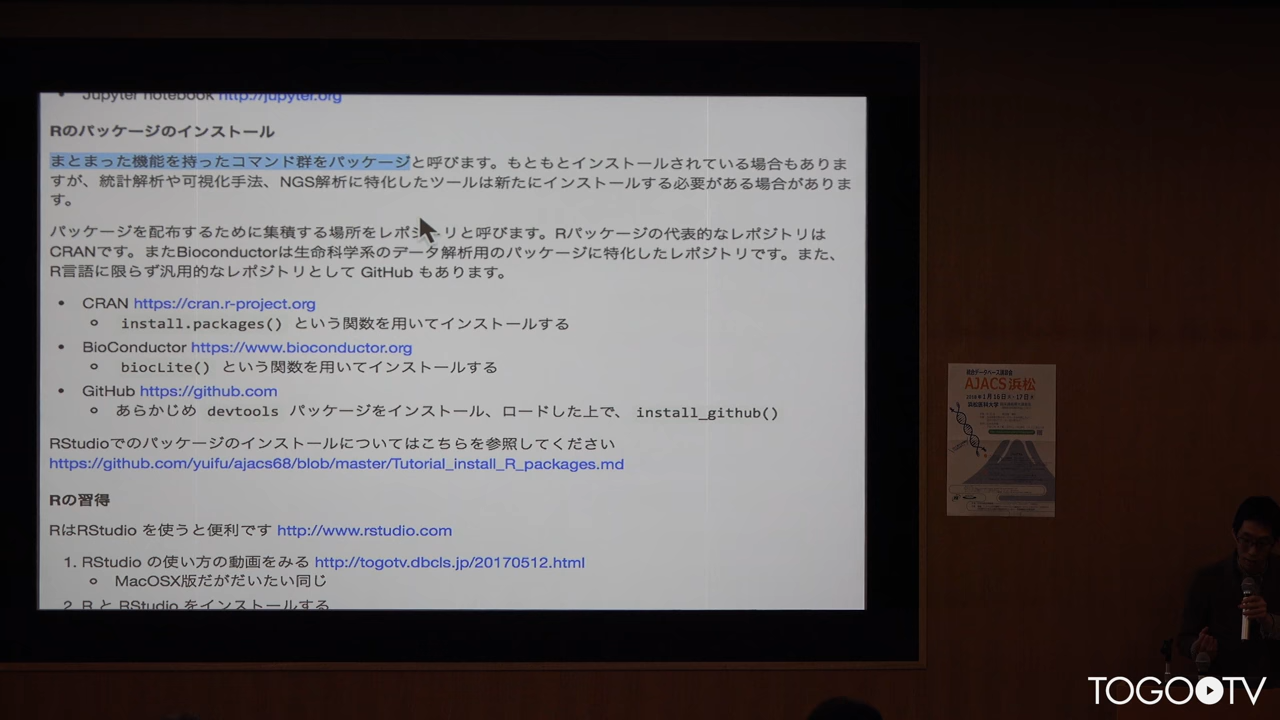 • Jupyter notebook http://jupyter.org
Rのパッケージのインストール
まとまった機能を持ったコマンド群をパッケージと呼びます。もともとインストールされている場合もありま
すが、統計解析や可視化手法、NGS解析に特化したツールは新たにインストールする必要がある場合がありま
す。
パッケージを配布するために集積する場所をレポジトリと呼びます。Rパッケージの代表的なレポジトリは
CRANです。またBioconductorは生命科学系のデータ解析用のパッケージに特化したレポジトリです。また、
R言語に限らず汎用的なレポジトリとして GitHub もあります。
• CRAN https://cran.r-project.org
install.packages() という関数を用いてインストールする
• BioConductor https://www.bioconductor.org
biocLite() という関数を用いてインストールする
• GitHub https://github.com
あらかじめ devtools パッケージをインストール、ロードした上で、 install_github()
RStudioでのパッケージのインストールについてはこちらを参照してください
https://github.com/yuifu/ajacs68/blob/master/Tutorial_install_R_packages.md
Rの習得
RはRStudio を使うと便利です http://www.rstudio.com
1. RStudio の使い方の動画をみる http://togotv.dbcls.jp/20170512.html
MacOSX版だがだいたい同じ
2. R と RStudio をインストールする
AJACS浜松
TOGOTV